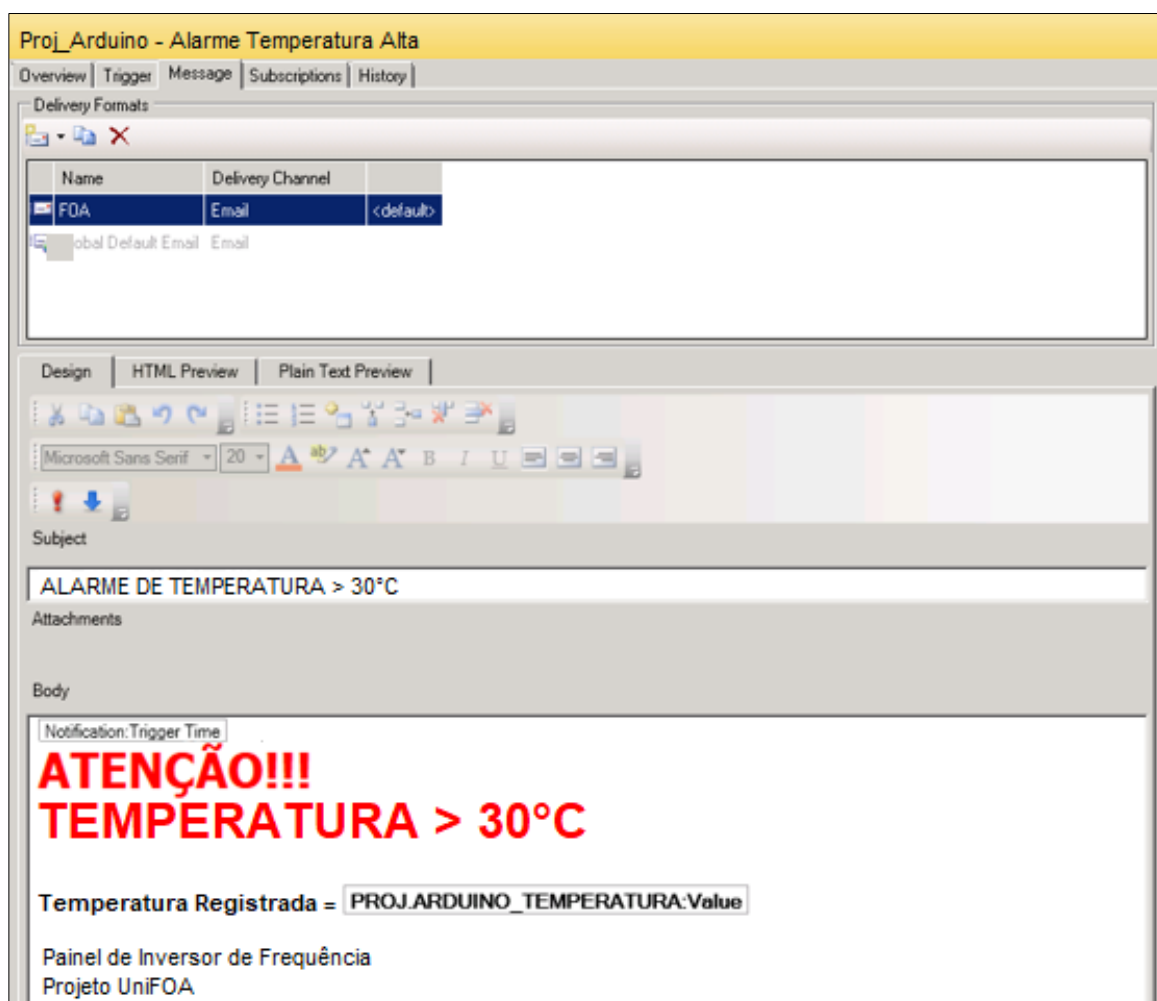 Proj_Arduino - Alarme Temperatura Alta
Overview Trigger Message Subscriptions History
Delivery Formats
Name Delivery Channel
FOA Email <default>
obal Default Email Email
Design HTML Preview Plain Text Preview
Microsoft Sans Serif 20 A ab A A B I U
Subject
ALARME DE TEMPERATURA > 30°C
Attachments
Body
Notification:Trigger Time
ATENÇÃO!!!
TEMPERATURA > 30°C
Temperatura Registrada = PROJ.ARDUINO_TEMPERATURA:Value
Painel de Inversor de Frequência
Projeto UniFOA